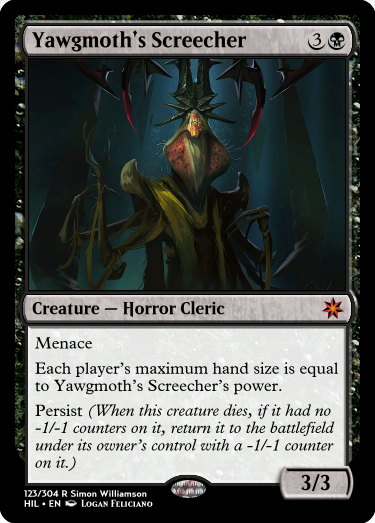 Yawgmoth's Screecher 3
Creature — Horror Cleric
Menace
Each player's maximum hand size is equal
to Yawgmoth's Screecher's power.
Persist (When this creature dies, if it had no
-1/-1 counters on it, return it to the battlefield
under its owner's control with a -1/-1 counter
on it.)
3/3
123/304 R Simon Williamson
HIL • EN Logan Feliciano